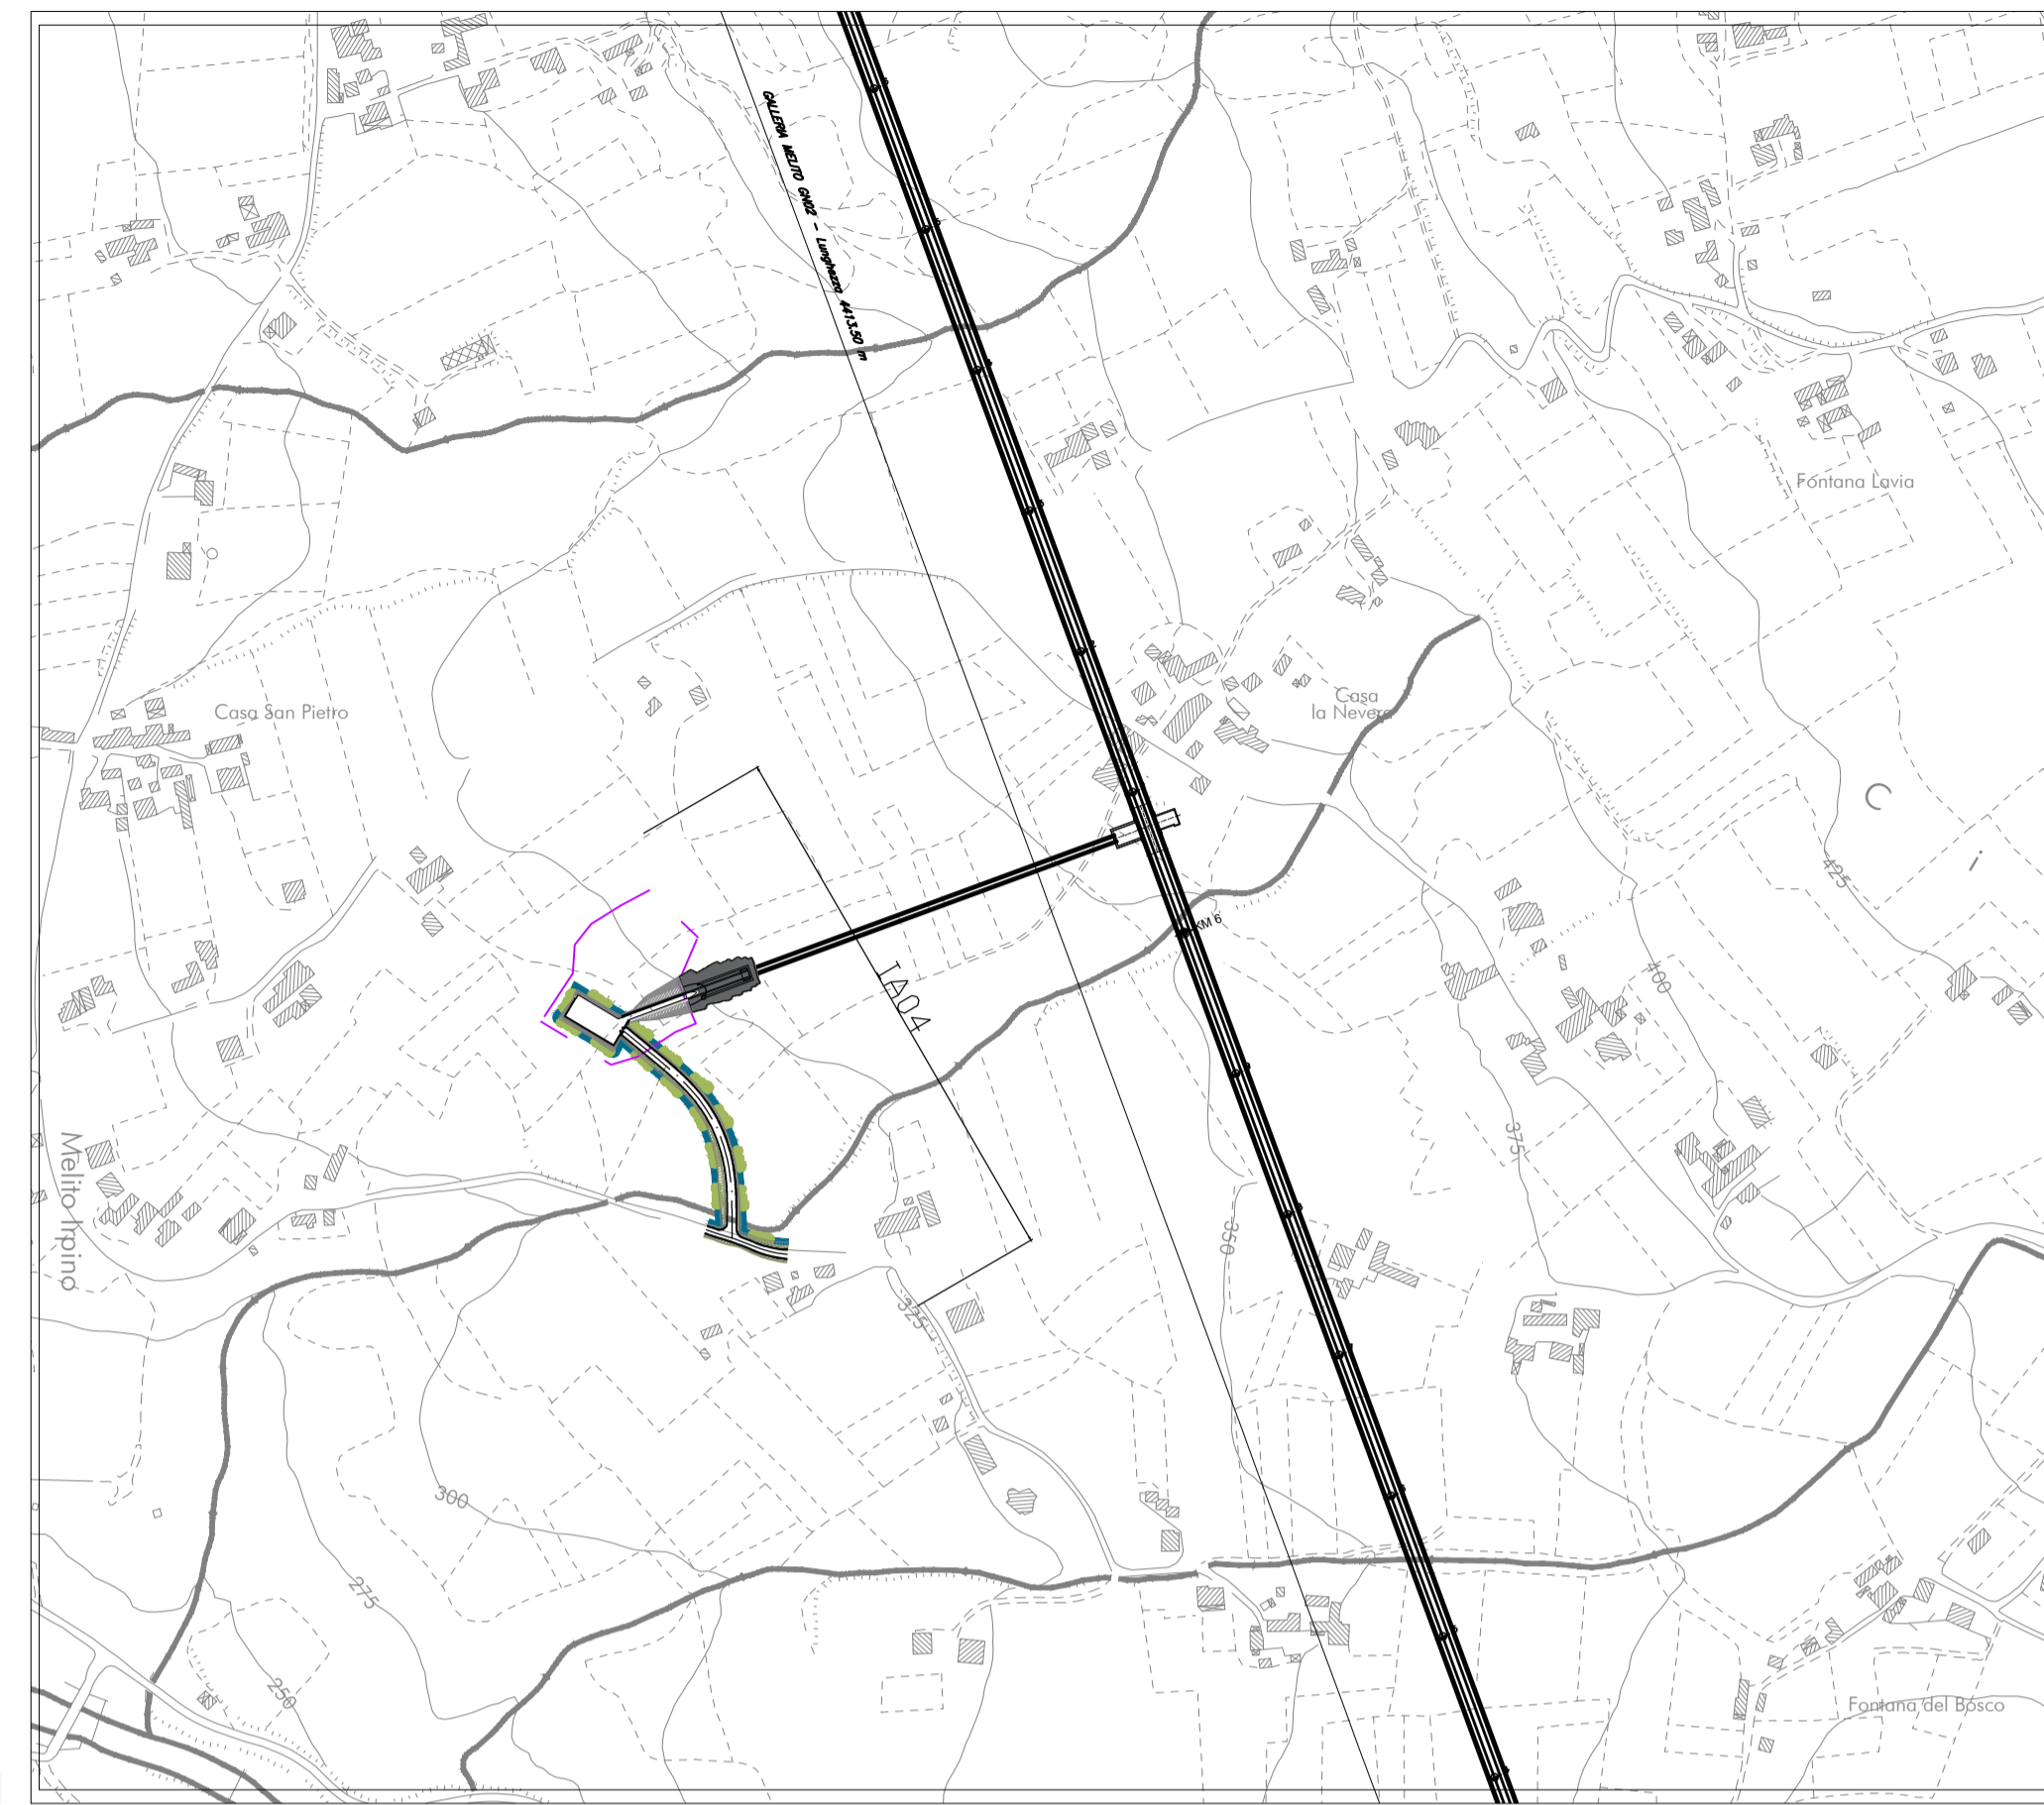 GALLERIA MELITO GN02 - Lunghezza 4413.50 m
Fontana Lavia
Casa San Pietro
Casa
la Nevera
C
i
425
KM 6
400
IA04
375
Melito Irpino
350
325
300
275
250
Fontana del Bosco